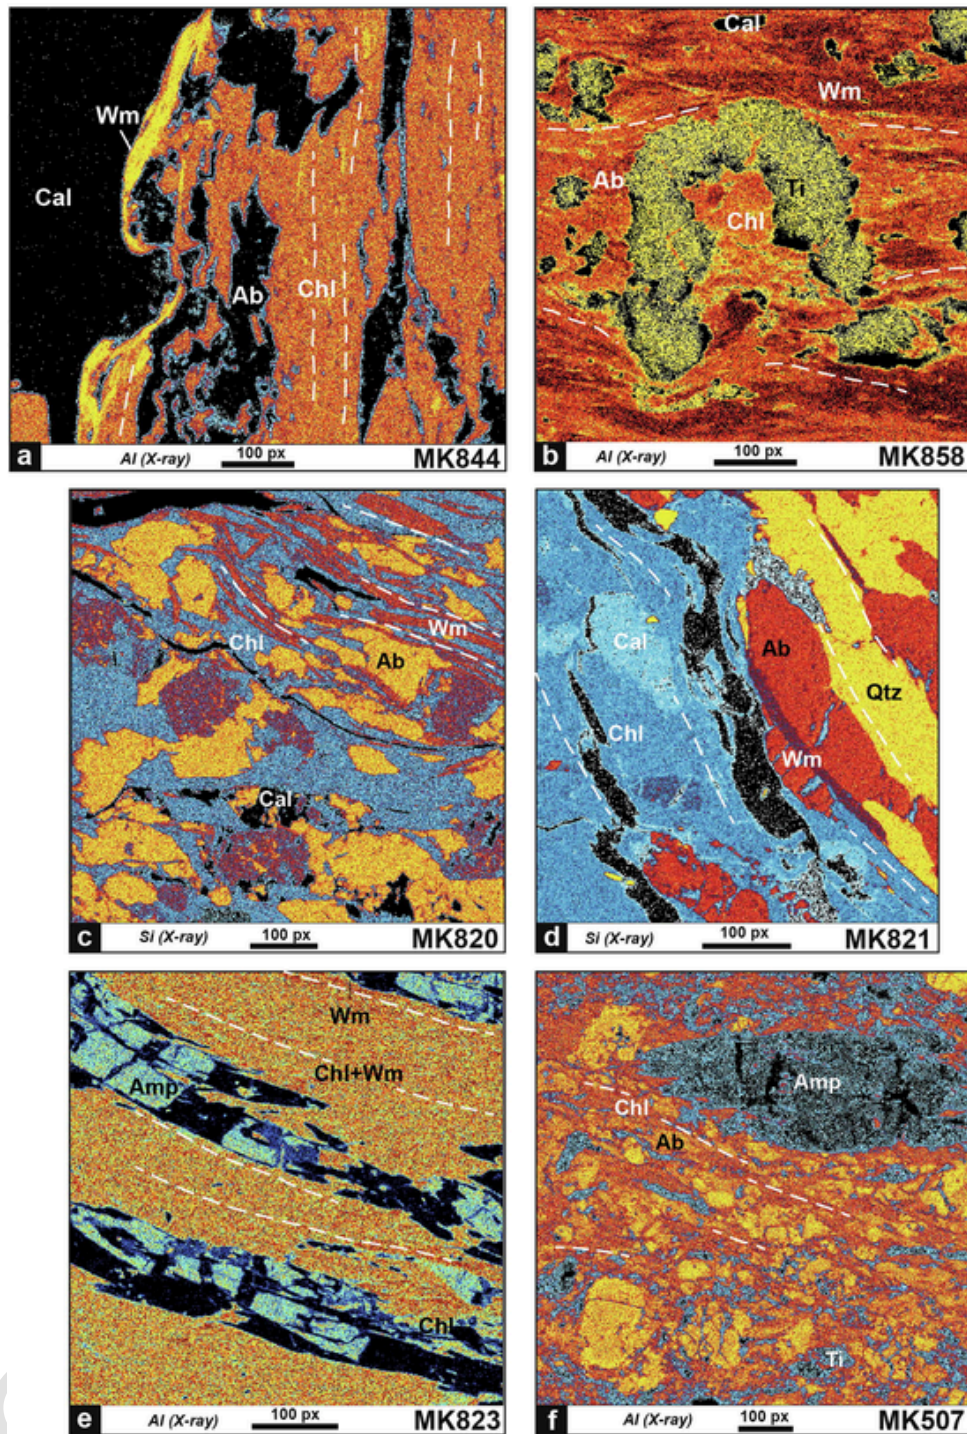 Wm
Cal
Ab
Chl
a
Al (X-ray)
100 px
MK844
Cal
Wm
Ab
Ti
Chl
b
Al (X-ray)
100 px
MK858
Chl
Wm
Ab
Cal
c
Si (X-ray)
100 px
MK820
Cal
Ab
Qtz
Chl
Wm
d
Si (X-ray)
100 px
MK821
Wm
Chl+Wm
Amp
Chl
e
Al (X-ray)
100 px
MK823
Amp
Chl
Ab
Ti
f
Al (X-ray)
100 px
MK507